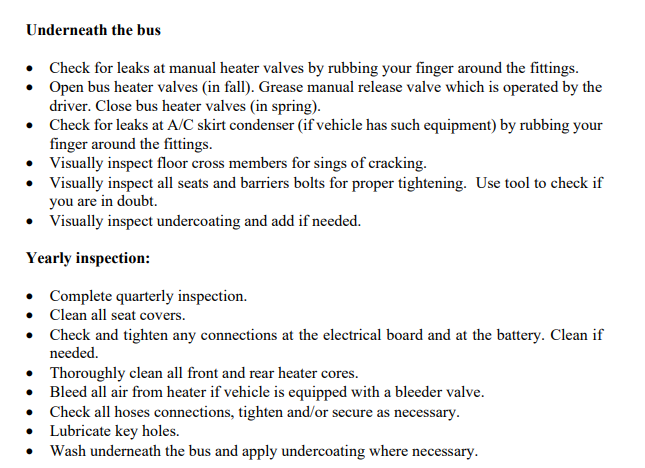 Underneath the bus
• Check for leaks at manual heater valves by rubbing your finger around the fittings.
• Open bus heater valves (in fall). Grease manual release valve which is operated by the
driver. Close bus heater valves (in spring).
• Check for leaks at A/C skirt condenser (if vehicle has such equipment) by rubbing your
finger around the fittings.
• Visually inspect floor cross members for sings of cracking.
• Visually inspect all seats and barriers bolts for proper tightening. Use tool to check if
you are in doubt.
• Visually inspect undercoating and add if needed.
Yearly inspection:
• Complete quarterly inspection.
• Clean all seat covers.
• Check and tighten any connections at the electrical board and at the battery. Clean if
needed.
• Thoroughly clean all front and rear heater cores.
• Bleed all air from heater if vehicle is equipped with a bleeder valve.
• Check all hoses connections, tighten and/or secure as necessary.
• Lubricate key holes.
• Wash underneath the bus and apply undercoating where necessary.